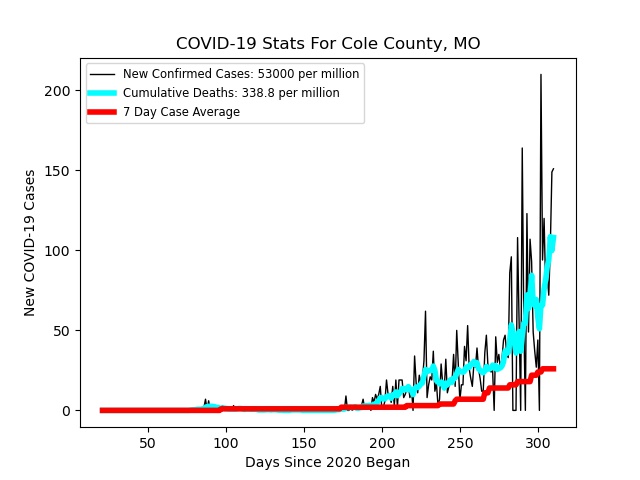 COVID-19 Stats For Cole County, MO
New Confirmed Cases: 53000 per million
Cumulative Deaths: 338.8 per million
7 Day Case Average
New COVID-19 Cases
200
150
100
50
0
50 100 150 200 250 300
Days Since 2020 Began